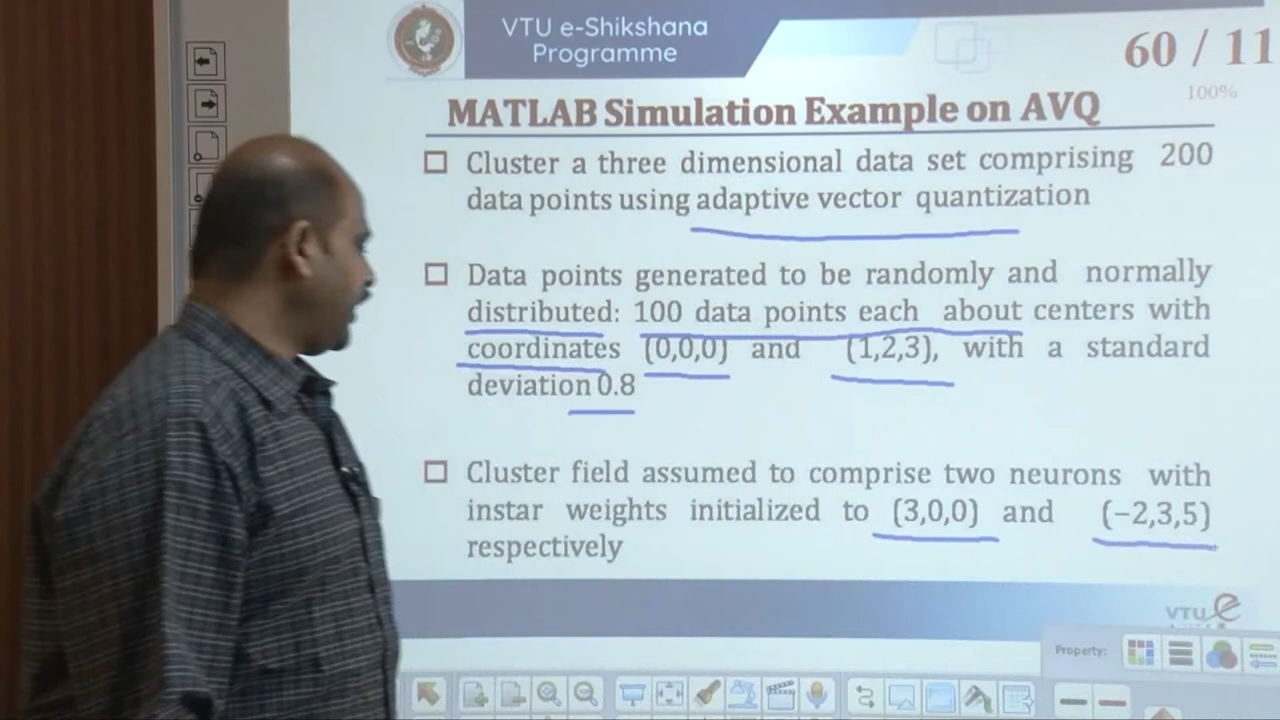 VTU e-Shikshana
Programme
60 / 11
100%
MATLAB Simulation Example on AVQ
Cluster a three dimensional data set comprising 200
data points using adaptive vector quantization
Data points generated to be randomly and normally
distributed: 100 data points each about centers with
coordinates (0,0,0) and (1,2,3), with a standard
deviation 0.8
Cluster field assumed to comprise two neurons with
instar weights initialized to (3,0,0) and (−2,3,5)
respectively
VTU e
Property: